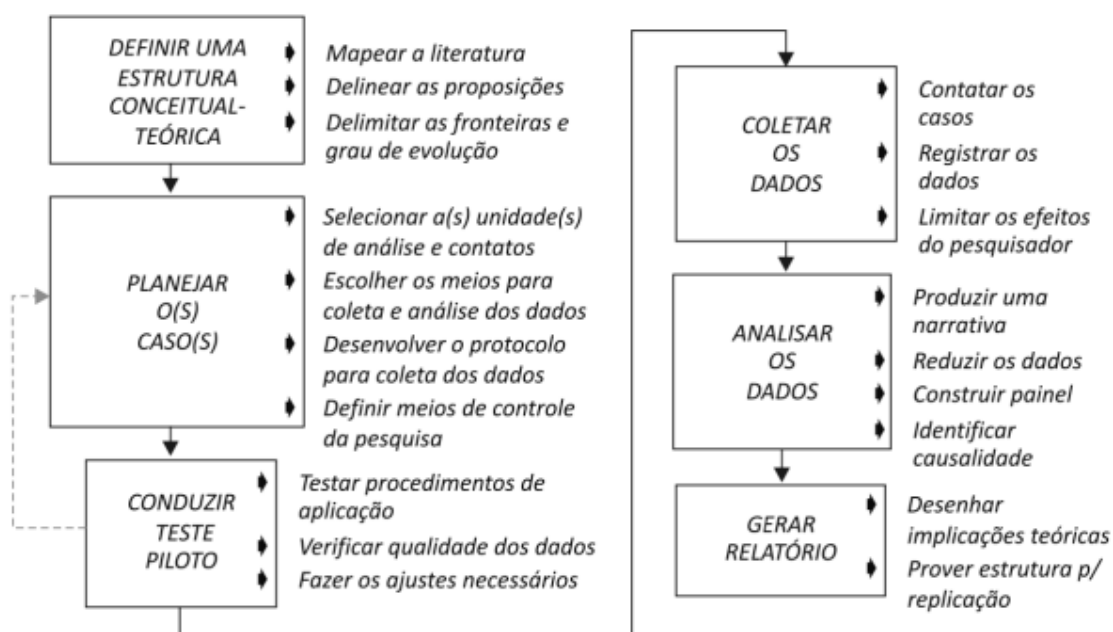 DEFINIR UMA
ESTRUTURA
CONCEITUAL-
TEÓRICA
Mapear a literatura
Delinear as proposições
Delimitar as fronteiras e
grau de evolução
PLANEJAR
O(S)
CASO(S)
Selecionar a(s) unidade(s)
de análise e contatos
Escolher os meios para
coleta e análise dos dados
Desenvolver o protocolo
para coleta dos dados
Definir meios de controle
da pesquisa
CONDUZIR
TESTE
PILOTO
Testar procedimentos de
aplicação
Verificar qualidade dos dados
Fazer os ajustes necessários
COLETAR
OS
DADOS
Contatar os
casos
Registrar os
dados
Limitar os efeitos
do pesquisador
ANALISAR
OS
DADOS
Produzir uma
narrativa
Reduzir os dados
Construir painel
Identificar
causalidade
GERAR
RELATÓRIO
Desenhar
implicações teóricas
Prover estrutura p/
replicação